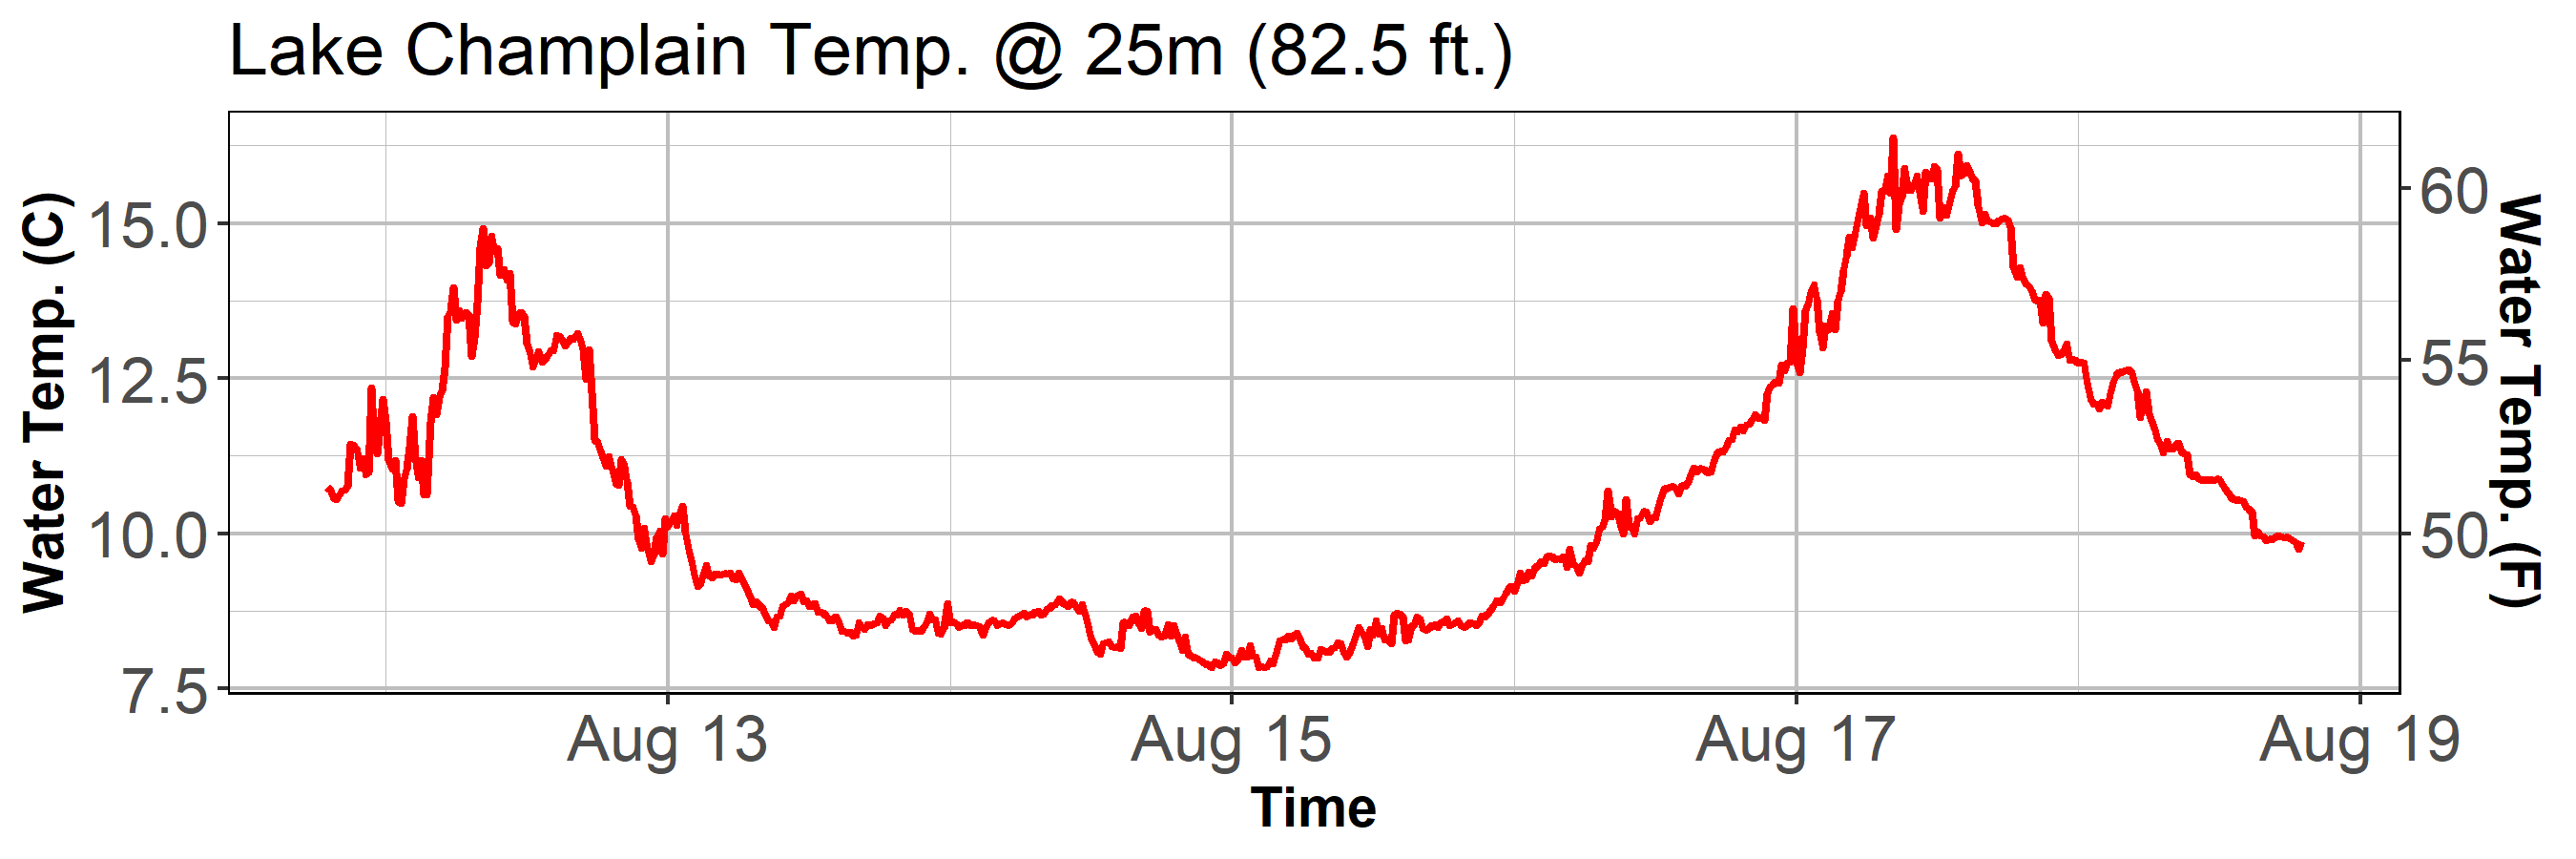 Lake Champlain Temp. @ 25m (82.5 ft.)
Water Temp. (C)
15.0
12.5
10.0
7.5
60
55
50
Water Temp. (F)
Aug 13
Aug 15
Aug 17
Aug 19
Time